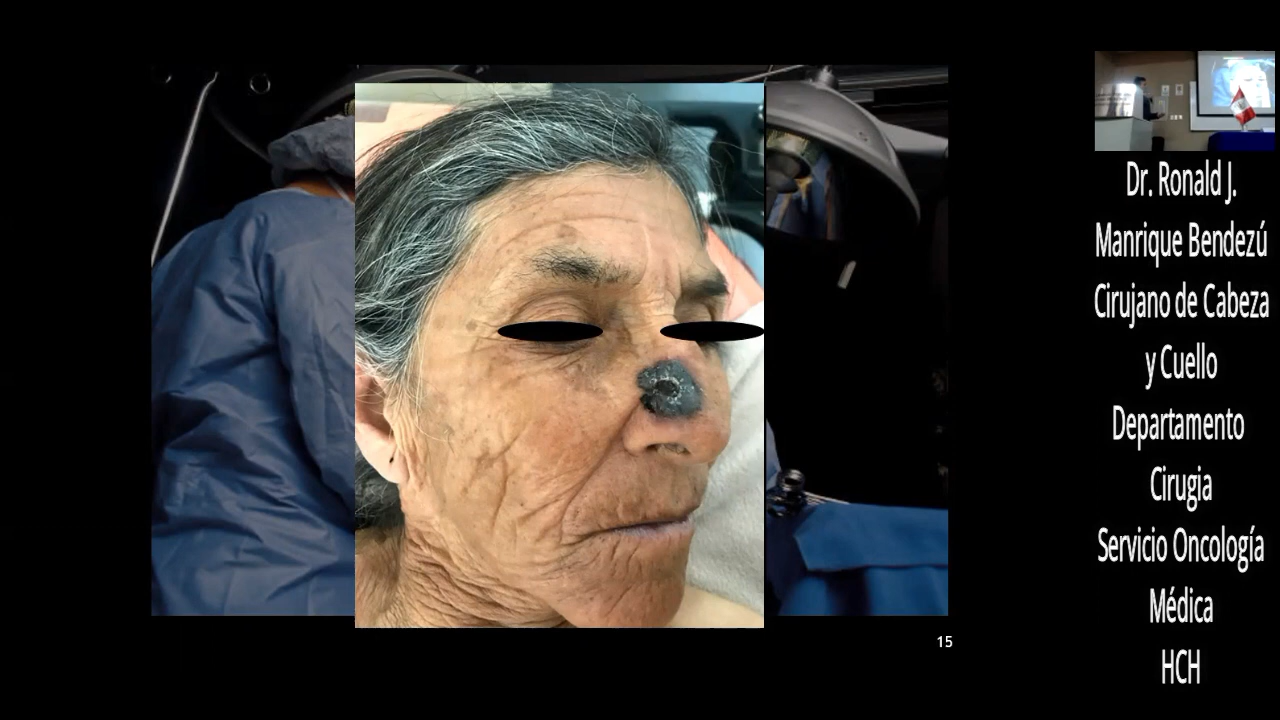 Dr. Ronald J.
Manrique Bendezú
Cirujano de Cabeza
y Cuello
Departamento
Cirugia
Servicio Oncología
Médica
HCH
15